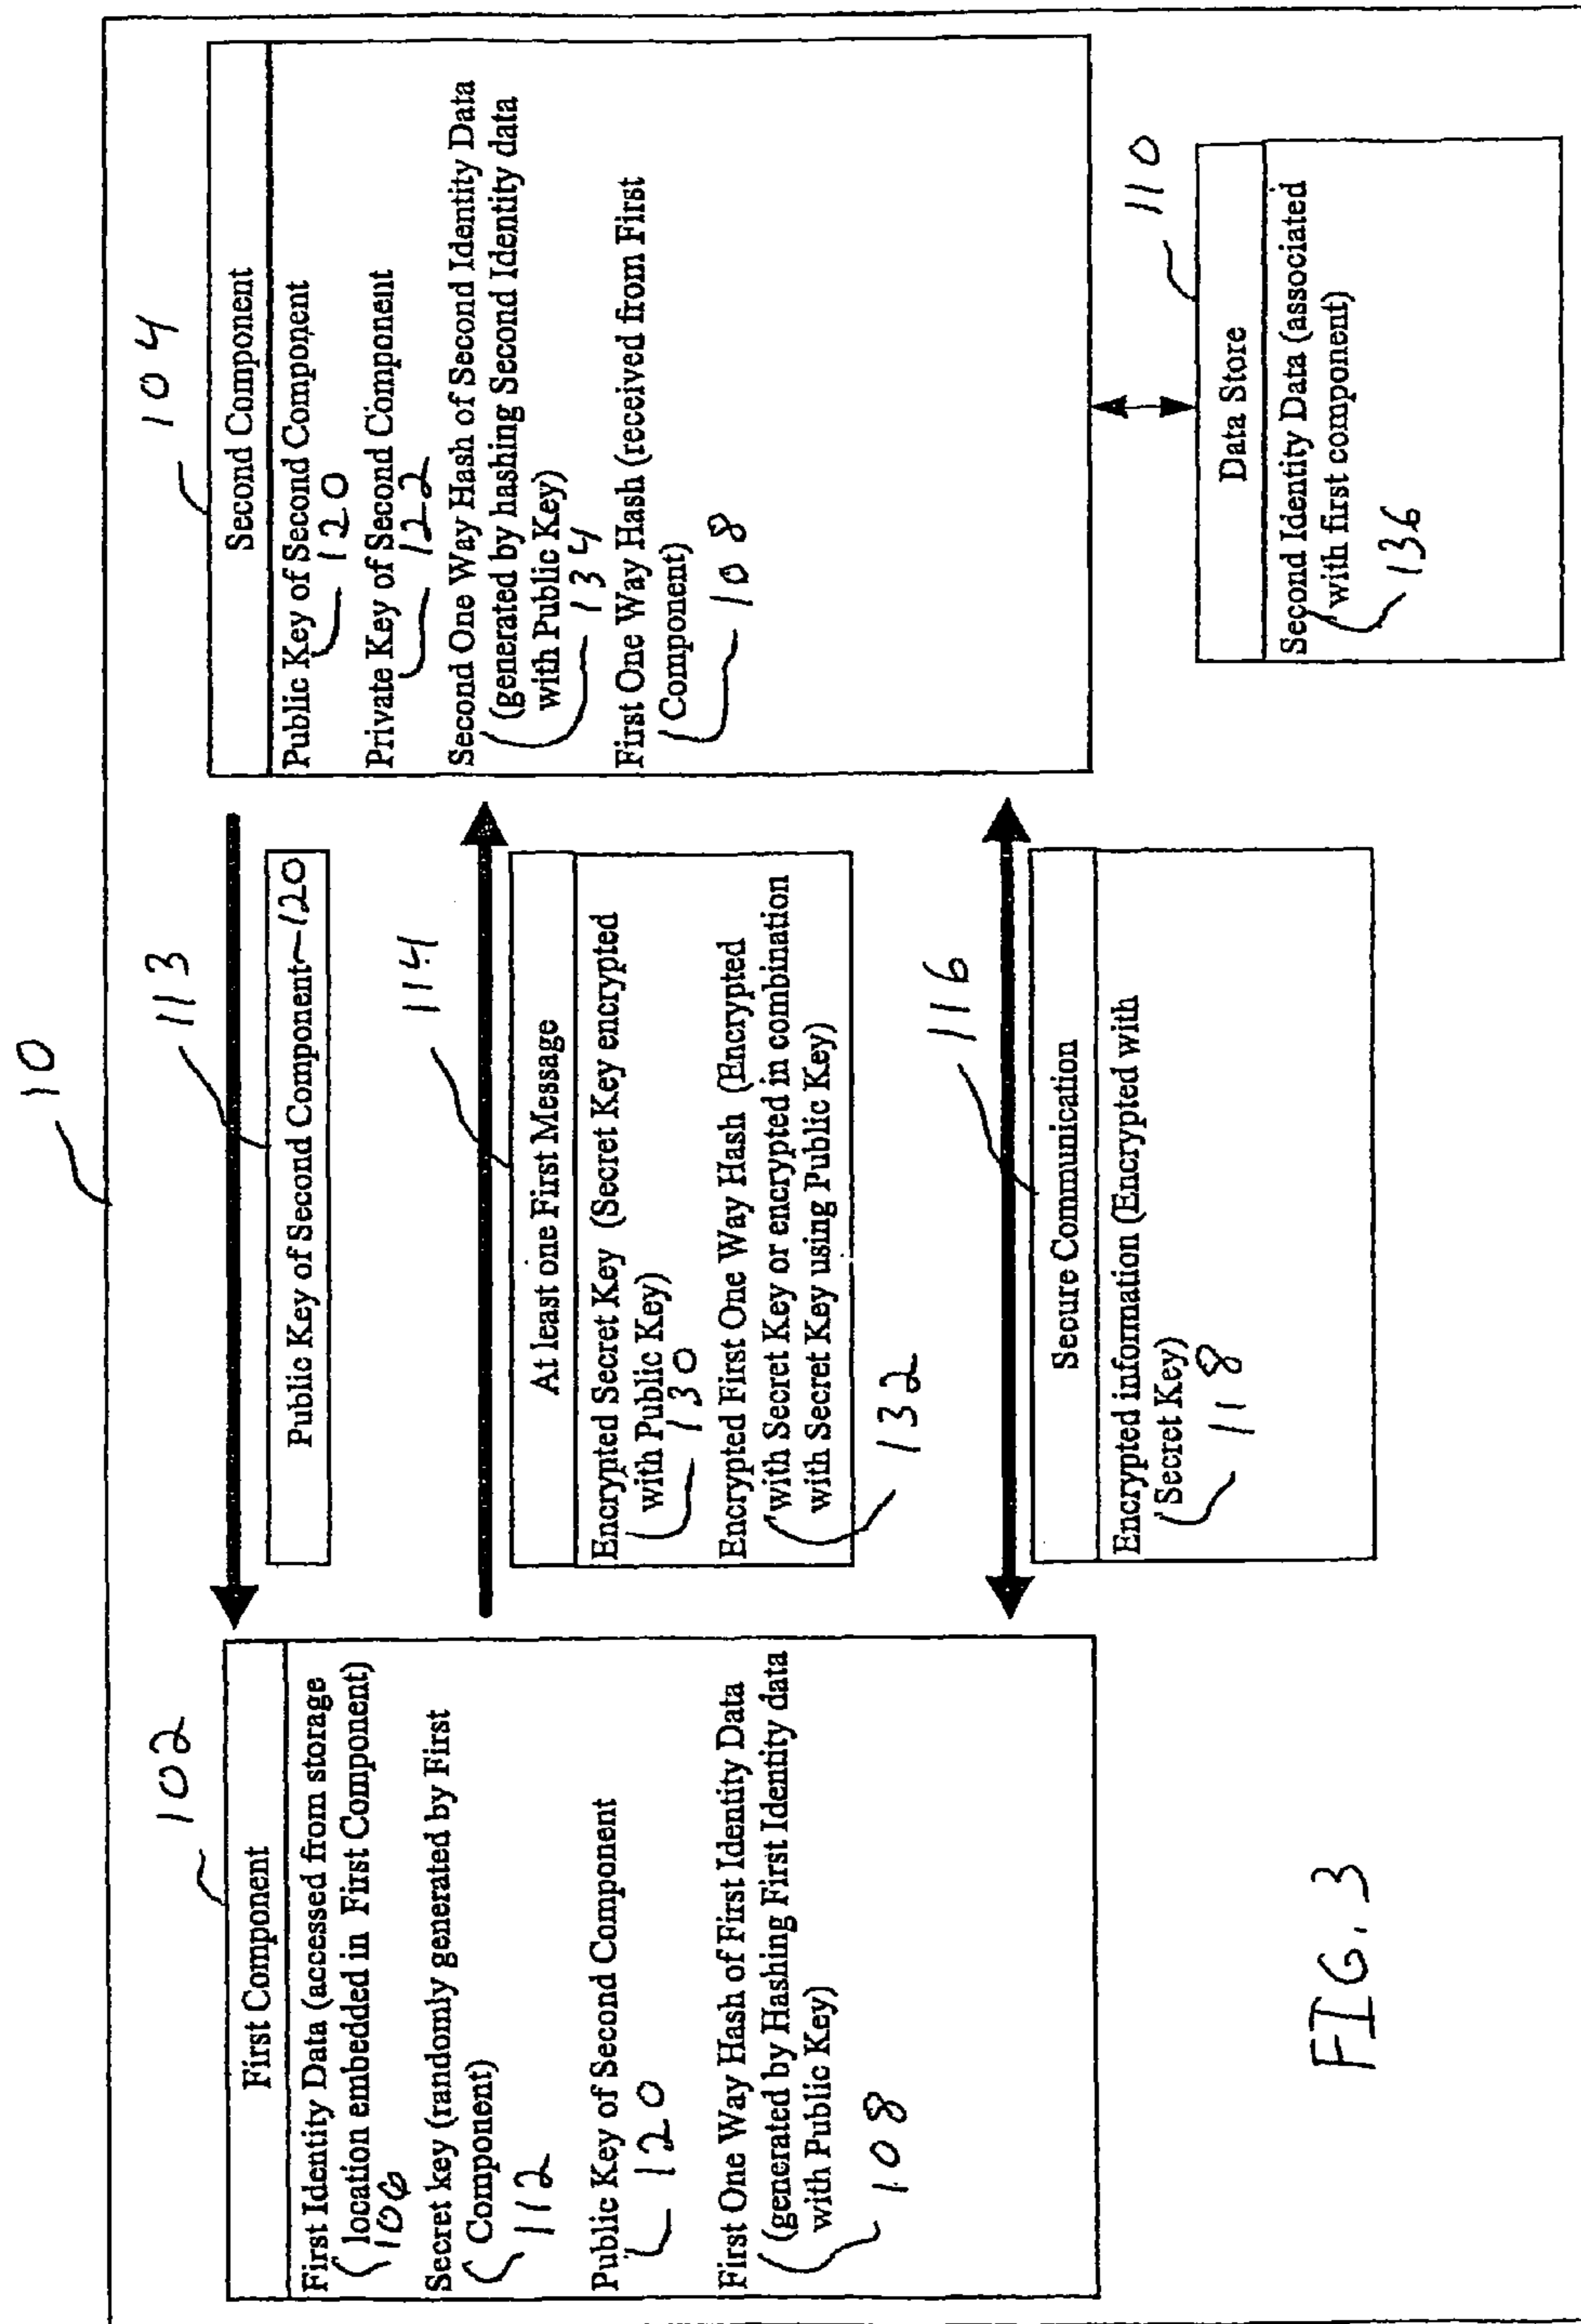 10
102
First Component
First Identity Data (accessed from storage
location embedded in First Component)
106
Secret key (randomly generated by First
Component)
112
Public Key of Second Component
120
First One Way Hash of First Identity Data
(generated by Hashing First Identity data
with Public Key)
108
113
Public Key of Second Component 120
114
At least one First Message
Encrypted Secret Key (Secret Key encrypted
with Public Key)
130
Encrypted First One Way Hash (Encrypted
with Secret Key or encrypted in combination
with Secret Key using Public Key)
132
116
Secure Communication
Encrypted information (Encrypted with
Secret Key)
118
104
Second Component
Public Key of Second Component
120
Private Key of Second Component
122
Second One Way Hash of Second Identity Data
(generated by hashing Second Identity data
with Public Key)
134
First One Way Hash (received from First
Component)
108
110
Data Store
Second Identity Data (associated
with first component)
136
FIG. 3